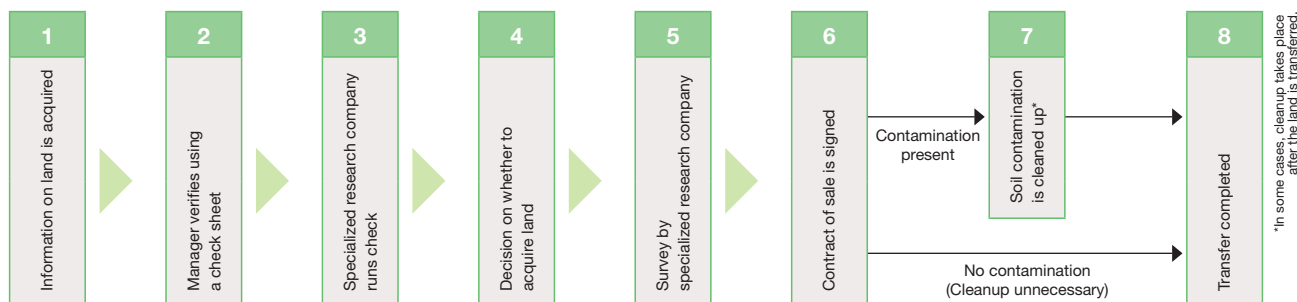 1
Information on land is acquired
2
Manager verifies using
a check sheet
3
Specialized research company
runs check
4
Decision on whether to
acquire land
5
Survey by
specialized research company
6
Contract of sale is signed
Contamination
present
7
Soil contamination
is cleaned up*
No contamination
(Cleanup unnecessary)
8
Transfer completed
*In some cases, cleanup takes place
after the land is transferred.